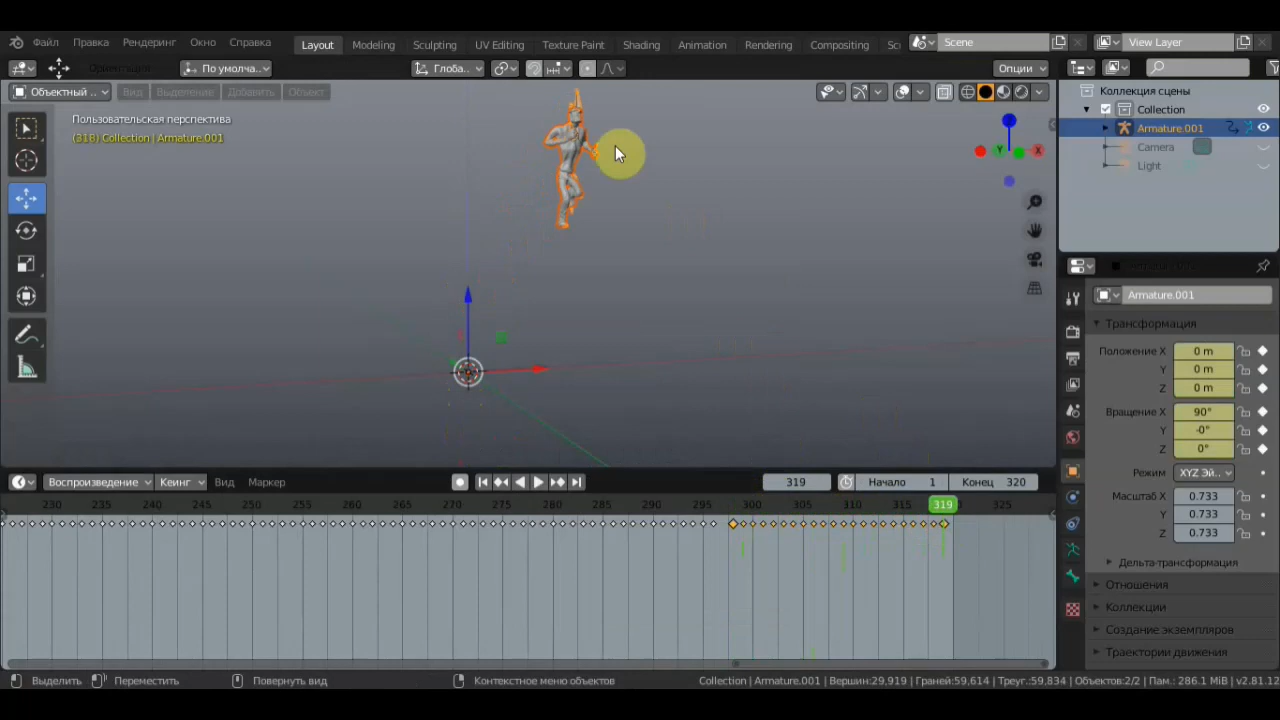 Файл Правка Рендеринг Окно Справка Layout Modeling Sculpting UV Editing Texture Paint Shading Animation Rendering Compositing Sc Scene View Layer
Ориентация По умолча.. Глоба.. Опции
Объектный .. Вид Выделение Добавить Объект
Пользовательская перспектива
(318) Collection | Armature.001
X
Y
Коллекция сцены
Collection
Armature.001
Camera
Light
Armature.001
Трансформация
Положение X 0 m
Y 0 m
Z 0 m
Вращение X 90°
Y -0°
Z 0°
Режим XYZ Эй..
Масштаб X 0.733
Y 0.733
Z 0.733
Дельта-трансформация
Отношения
Коллекции
Создание экземпляров
Траектории движения
Воспроизведение Кеинг Вид Маркер 319 Начало 1 Конец 320
230 235 240 245 250 255 260 265 270 275 280 285 290 295 300 305 310 315 319 325
Выделить Переместить Повернуть вид Контекстное меню объектов Collection | Armature.001 | Вершин:29,919 | Граней:59,614 | Треуг.:59,834 | Объектов:2/2 | Пам.: 286.1 MiB | v2.81.12